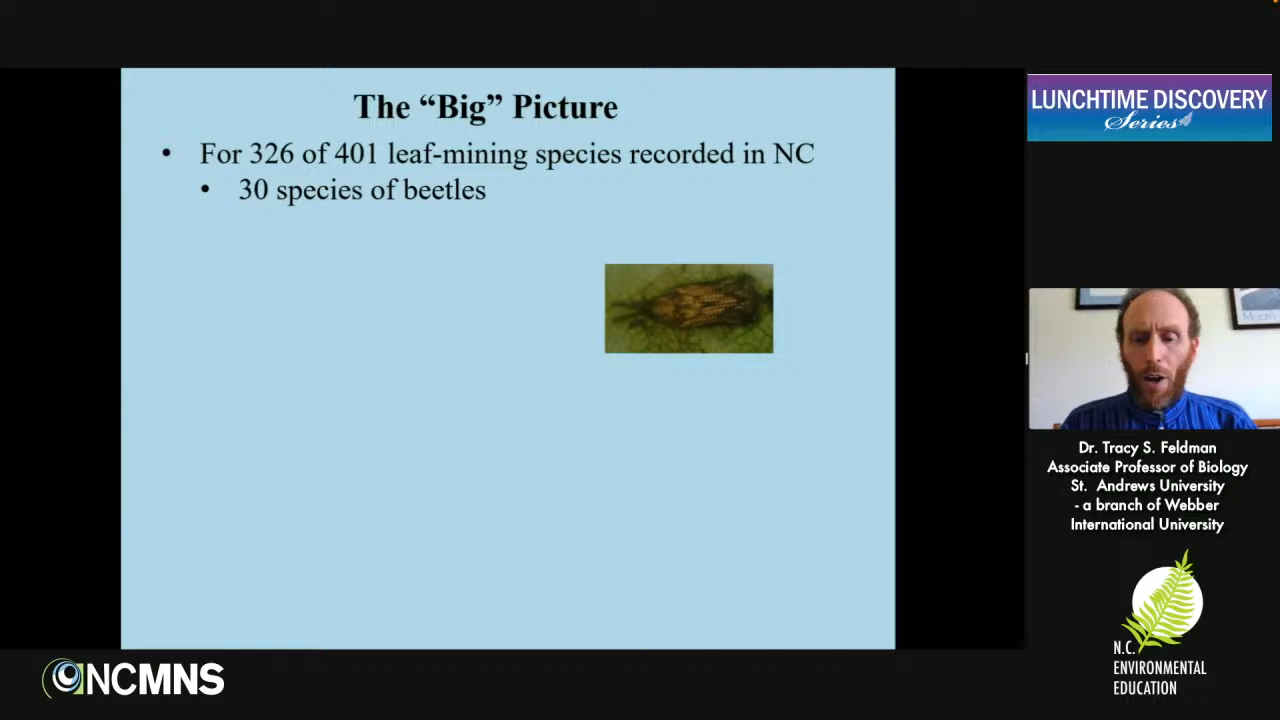 The “Big” Picture
• For 326 of 401 leaf-mining species recorded in NC
• 30 species of beetles
LUNCHTIME DISCOVERY
Series
Dr. Tracy S. Feldman
Associate Professor of Biology
St. Andrews University
- a branch of Webber
International University
N.C.
ENVIRONMENTAL
EDUCATION
NCMNS